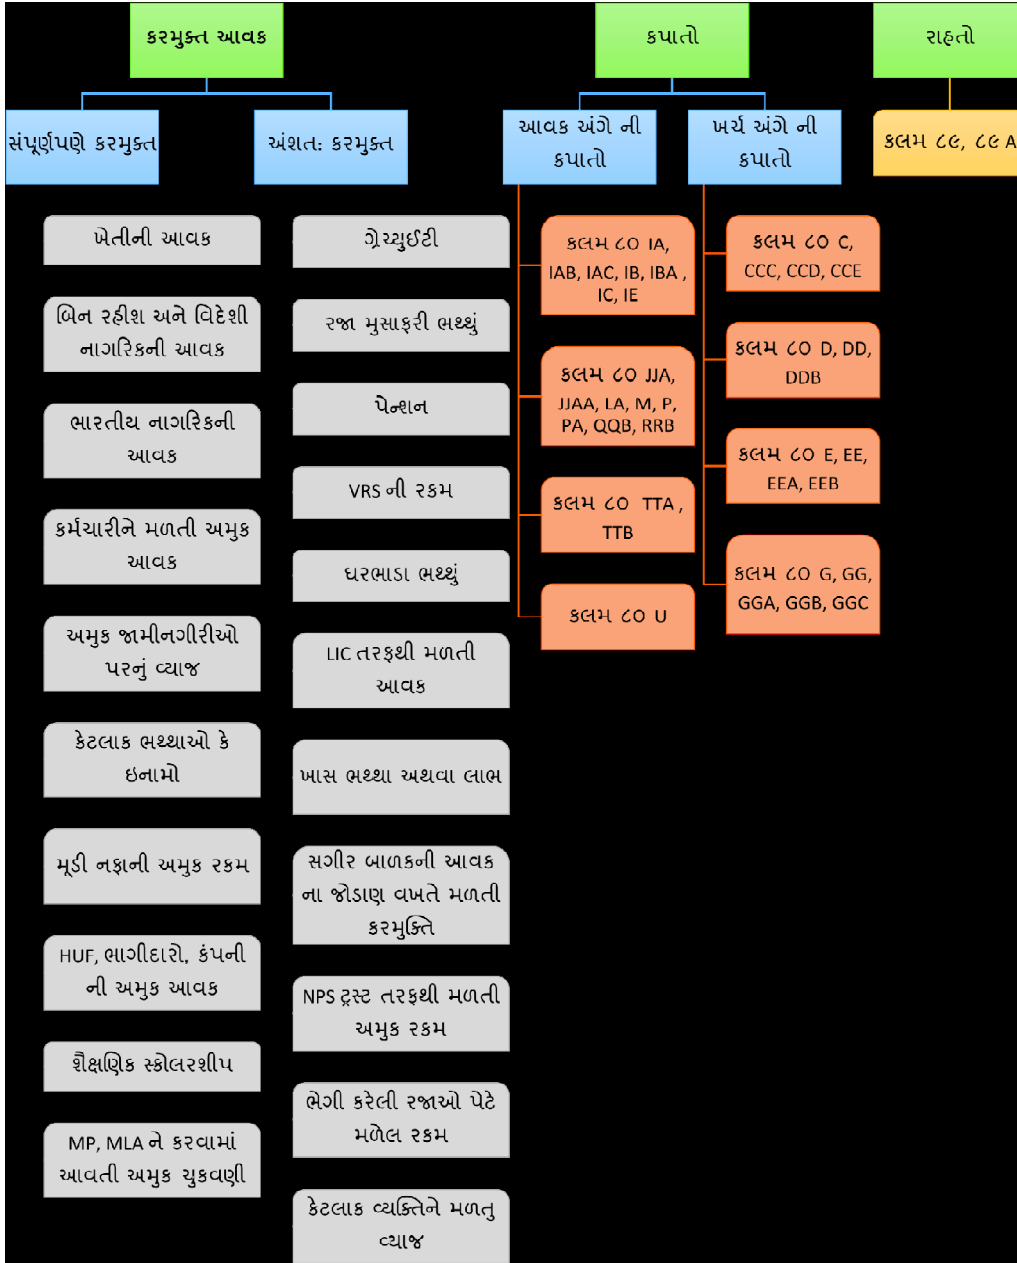 કરમુક્ત આવક
સંપૂર્ણપણે કરમુક્ત
ખેતીની આવક
બિન રહીશ અને વિદેશી
નાગરિકની આવક
ભારતીય નાગરિકની
આવક
કર્મચારીને મળતી અમુક
આવક
અમુક જામીનગીરીઓ
પરનું વ્યાજ
કેટલાક ભથ્થાઓ કે
ઇનામો
મૂડી નફાની અમુક રકમ
HUF, ભાગીદારો, કંપની
ની અમુક આવક
શૈક્ષણિક સ્કોલરશીપ
MP, MLA ને કરવામાં
આવતી અમુક ચુકવણી
અંશત: કરમુક્ત
ગ્રેચ્યુઈટી
રજા મુસાફરી ભથ્થું
પેન્શન
VRS ની રકમ
ઘરભાડા ભથ્થું
LIC તરફથી મળતી
આવક
ખાસ ભથ્થા અથવા લાભ
સગીર બાળકની આવક
ના જોડાણ વખતે મળતી
કરમુક્તિ
NPS ટ્રસ્ટ તરફથી મળતી
અમુક રકમ
ભેગી કરેલી રજાઓ પેટે
મળેલ રકમ
કેટલાક વ્યક્તિને મળતુ
વ્યાજ
કપાતો
આવક અંગે ની
કપાતો
કલમ ૮૦ IA,
IAB, IAC, IB, IBA ,
IC, IE
કલમ ૮૦ JJA,
JJAA, LA, M, P,
PA, QQB, RRB
કલમ ૮૦ TTA ,
TTB
કલમ ૮૦ U
ખર્ચ અંગે ની
કપાતો
કલમ ૮૦ C,
CCC, CCD, CCE
કલમ ૮૦ D, DD,
DDB
કલમ ૮૦ E, EE,
EEA, EEB
કલમ ૮૦ G, GG,
GGA, GGB, GGC
રાહતો
કલમ ૮૯, ૮૯ A